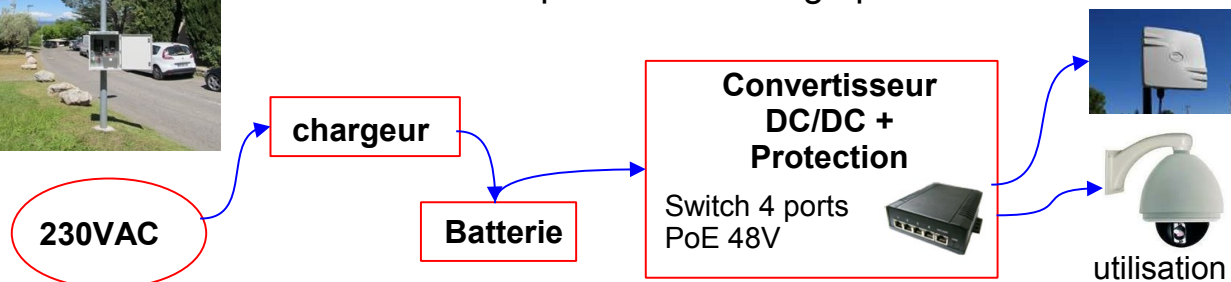 230VAC
chargeur
Batterie
Convertisseur
DC/DC +
Protection
Switch 4 ports
PoE 48V
utilisation